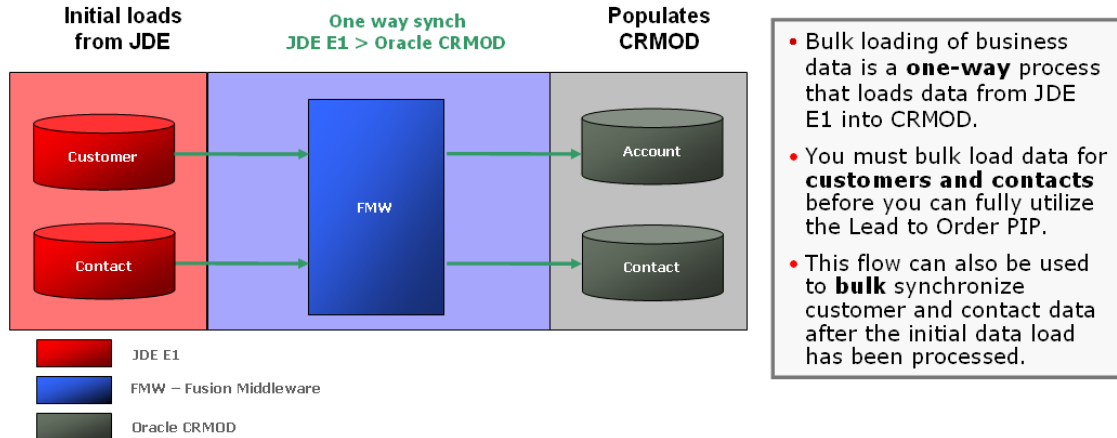 Initial loads
from JDE
One way synch
JDE E1 > Oracle CRMOD
Populates
CRMOD
Customer
Contact
FMW
Account
Contact
JDE E1
FMW – Fusion Middleware
Oracle CRMOD
• Bulk loading of business
data is a one-way process
that loads data from JDE
E1 into CRMOD.
• You must bulk load data for
customers and contacts
before you can fully utilize
the Lead to Order PIP.
• This flow can also be used
to bulk synchronize
customer and contact data
after the initial data load
has been processed.